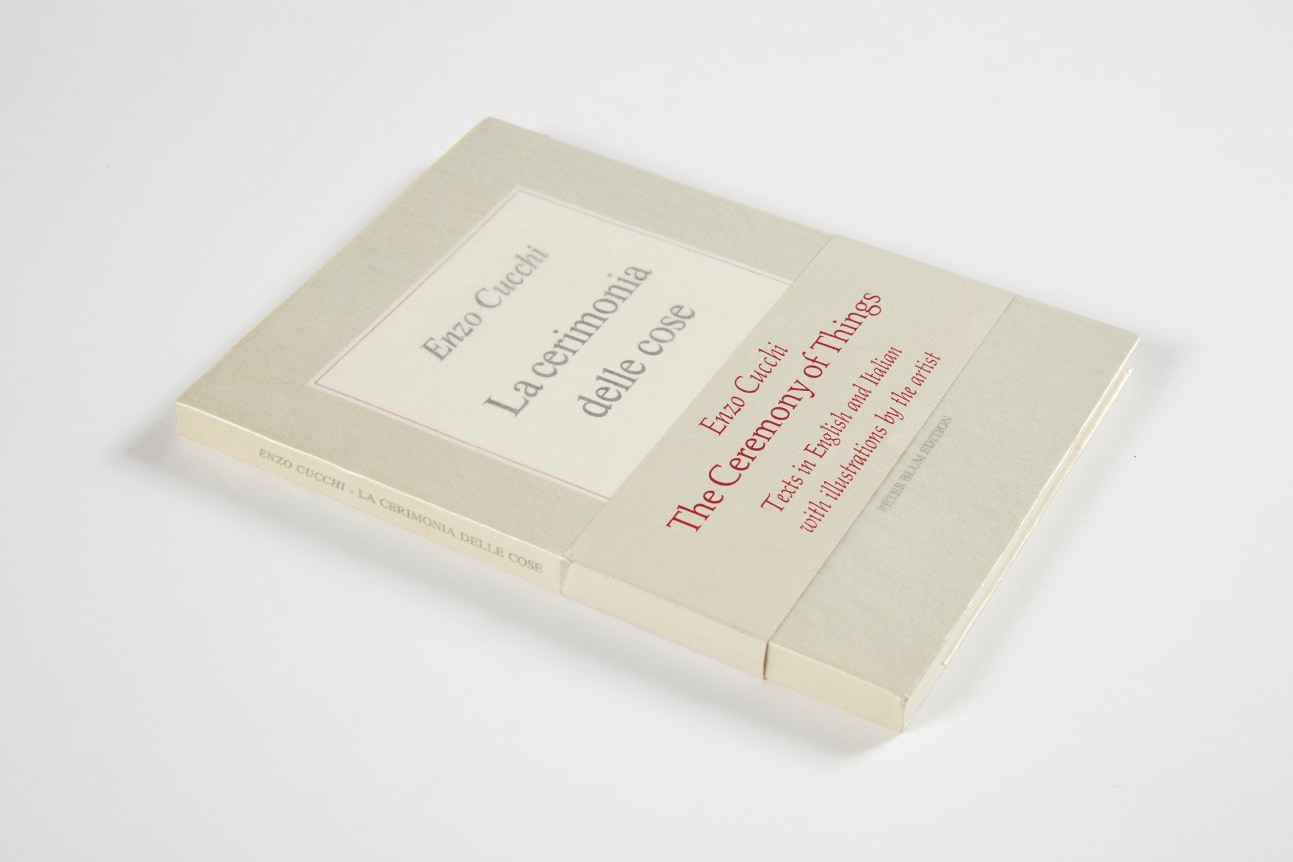 Enzo Cucchi
La cerimonia
delle cose
Enzo Cucchi
The Ceremony of Things
Texts in English and Italian
with illustrations by the artist
PETER BLUM EDITION
ENZO CUCCHI . LA CERIMONIA DELLE COSE